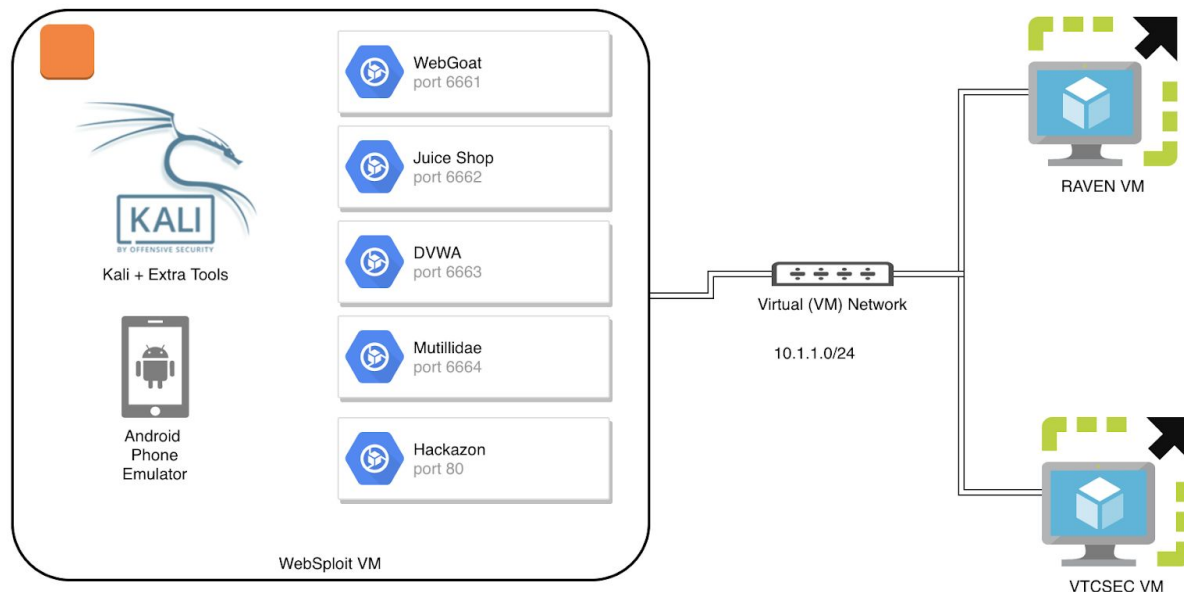 WebGoat
port 6661
Juice Shop
port 6662
KALI
BY OFFENSIVE SECURITY
Kali + Extra Tools
DVWA
port 6663
Mutillidae
port 6664
Android
Phone
Emulator
Hackazon
port 80
WebSploit VM
Virtual (VM) Network
10.1.1.0/24
RAVEN VM
VTCSEC VM